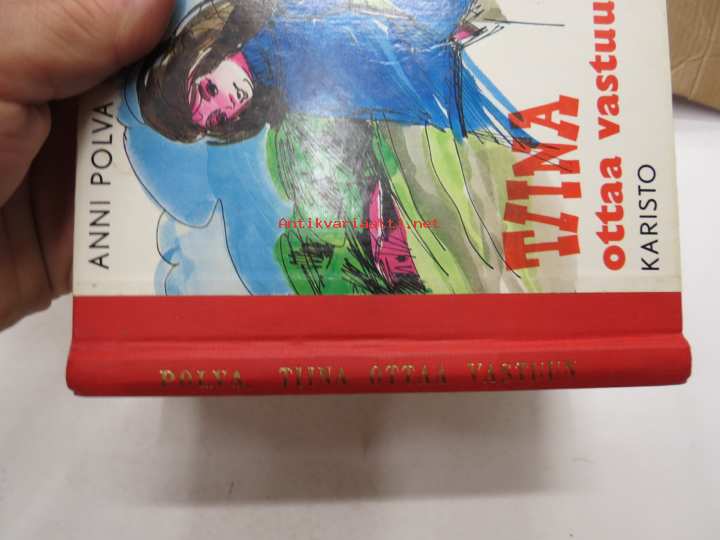 ANNI POLVA
TIINA
ottaa vastuu
KARISTO
POLVA. TIINA OTTAA VASTUUN
Antikvariaatti.net